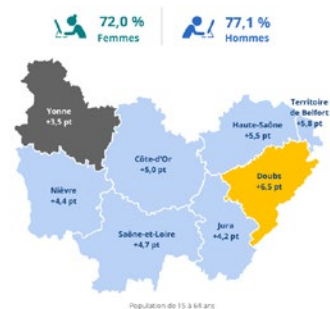 72,0 %
Femmes
77,1 %
Hommes
Yonne
+3,5 pt
Côte-d'Or
+5,0 pt
Haute-Saône
+5,5 pt
Territoire
de Belfort
+5,8 pt
Doubs
+6,5 pt
Nièvre
+4,4 pt
Saône-et-Loire
+4,7 pt
Jura
+4,2 pt
Population de 15 à 64 ans